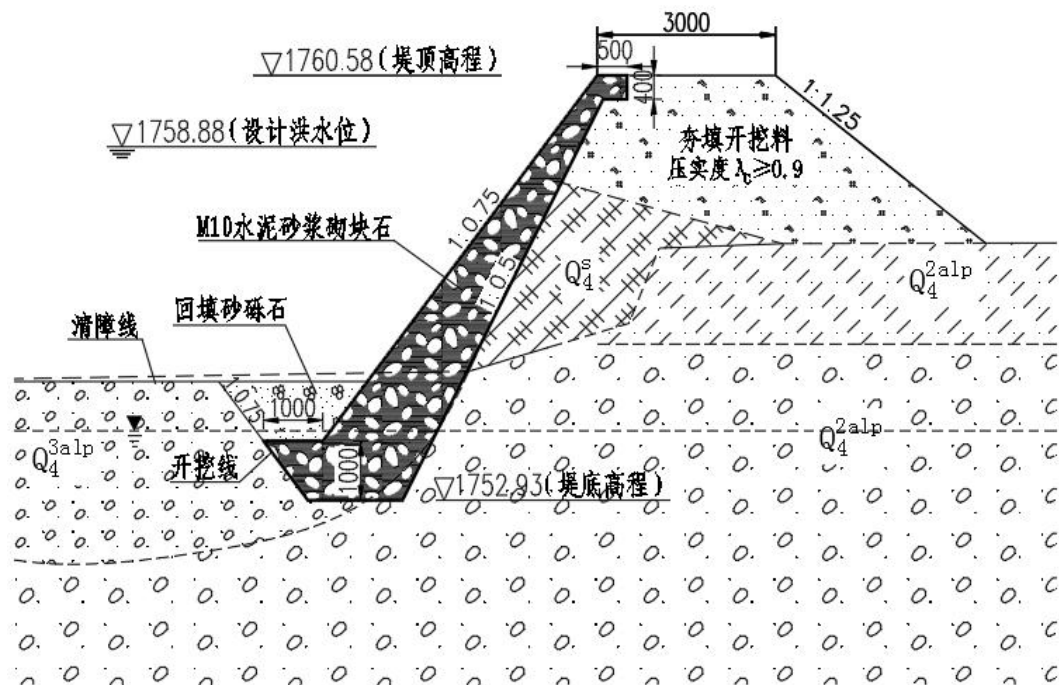 3000
500
▽1760.58(堤顶高程)
400
1:1.25
▽1758.88(设计洪水位)
夯填开挖料
压实度λc≥0.9
M10水泥砂浆砌块石
1:0.75
1:0.5
Q4s
Q42alp
回填砂砾石
清障线
1:0.75
1000
Q43alp
Q42alp
开挖线
1000
▽1752.93(堤底高程)